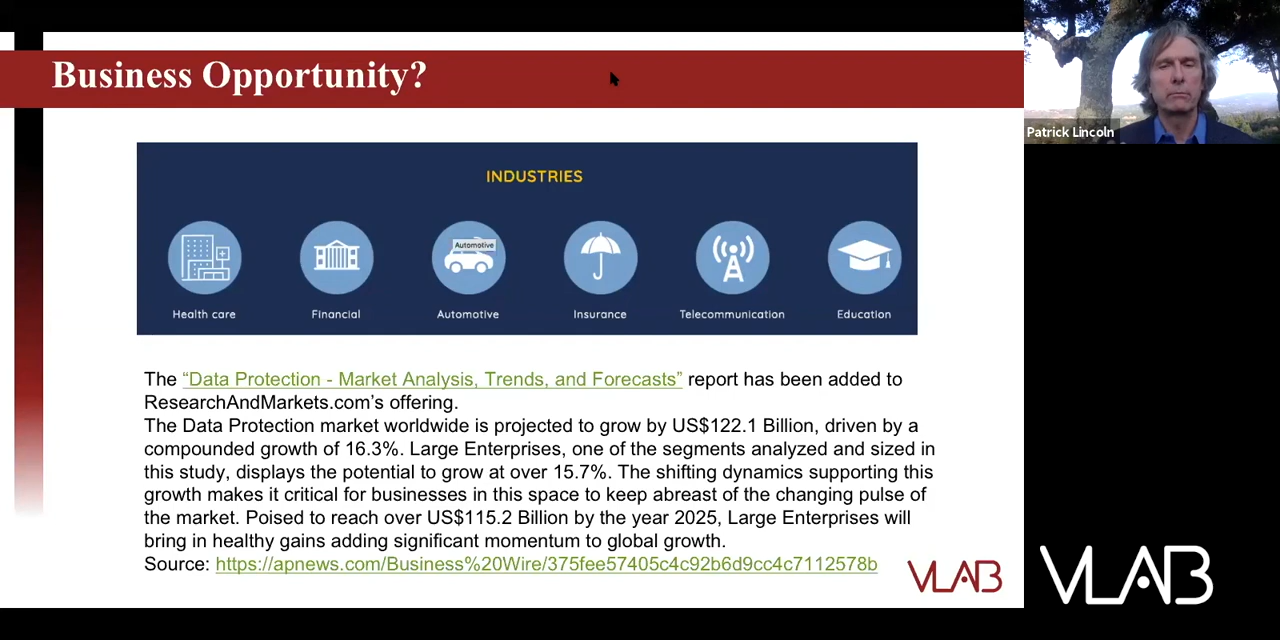 Business Opportunity?
Patrick Lincoln
INDUSTRIES
Automotive
Health care
Financial
Automotive
Insurance
Telecommunication
Education
The “Data Protection - Market Analysis, Trends, and Forecasts” report has been added to
ResearchAndMarkets.com’s offering.
The Data Protection market worldwide is projected to grow by US$122.1 Billion, driven by a
compounded growth of 16.3%. Large Enterprises, one of the segments analyzed and sized in
this study, displays the potential to grow at over 15.7%. The shifting dynamics supporting this
growth makes it critical for businesses in this space to keep abreast of the changing pulse of
the market. Poised to reach over US$115.2 Billion by the year 2025, Large Enterprises will
bring in healthy gains adding significant momentum to global growth.
Source: https://apnews.com/Business%20Wire/375fee57405c4c92b6d9cc4c7112578b
VLAB
VLAB